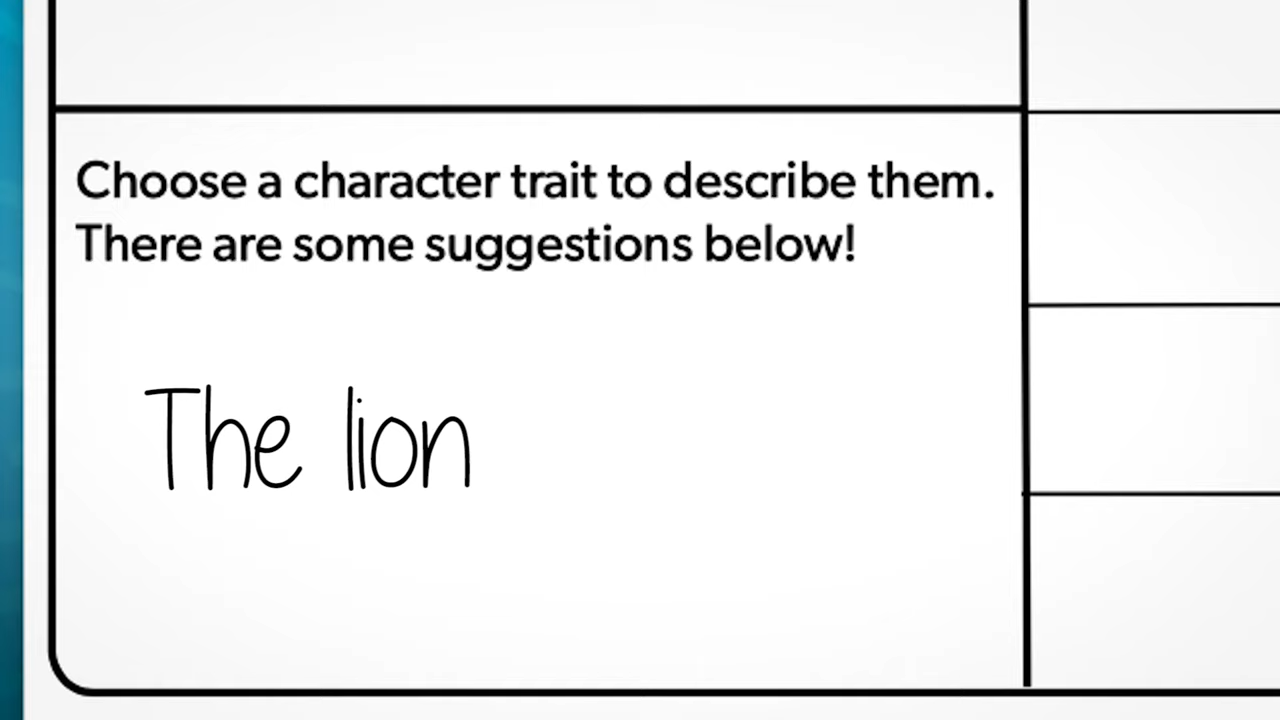 Choose a character trait to describe them.
There are some suggestions below!
The lion